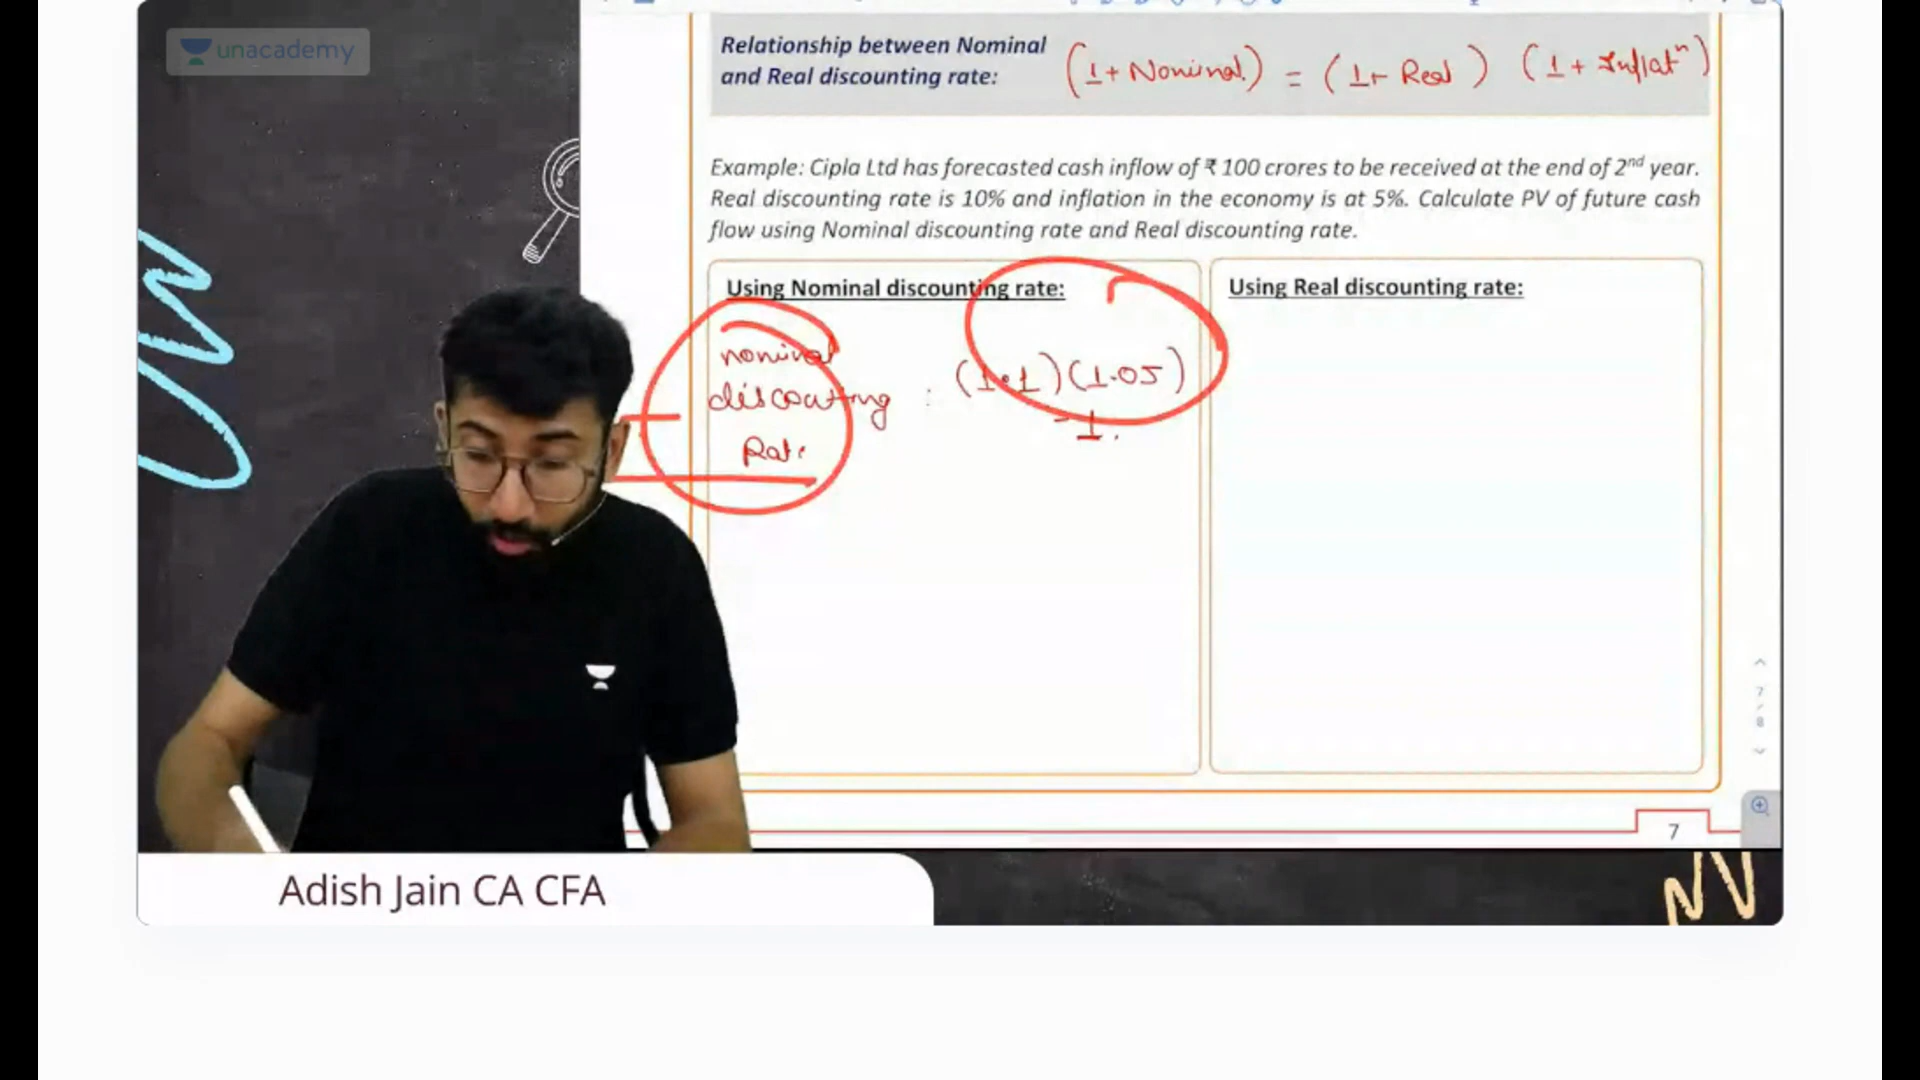 unacademy
Relationship between Nominal
and Real discounting rate:
(1+ Nominal) = (1+ Real) (1 + Inflatⁿ)
Example: Cipla Ltd has forecasted cash inflow of ₹ 100 crores to be received at the end of 2nd year.
Real discounting rate is 10% and inflation in the economy is at 5%. Calculate PV of future cash
flow using Nominal discounting rate and Real discounting rate.
Using Nominal discounting rate:
nominal
discounting : (1.1)(1.05)
Rate
-1.
Using Real discounting rate:
7
/
8
7
Adish Jain CA CFA